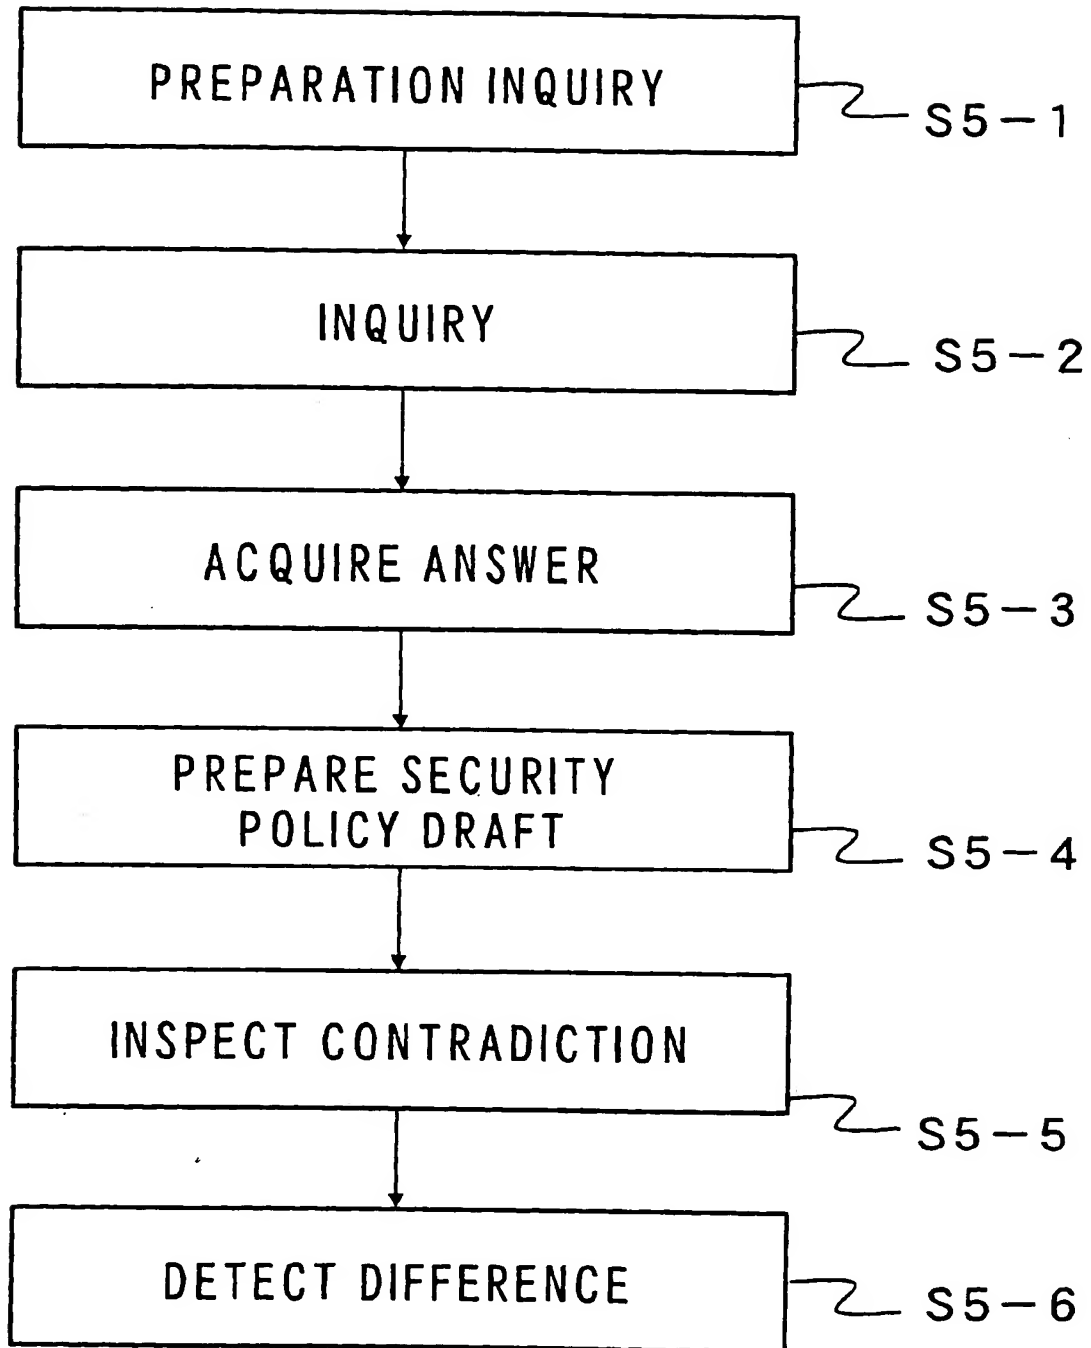 PREPARATION INQUIRY
S5-1
INQUIRY
S5-2
ACQUIRE ANSWER
S5-3
PREPARE SECURITY
POLICY DRAFT
S5-4
INSPECT CONTRADICTION
S5-5
DETECT DIFFERENCE
S5-6